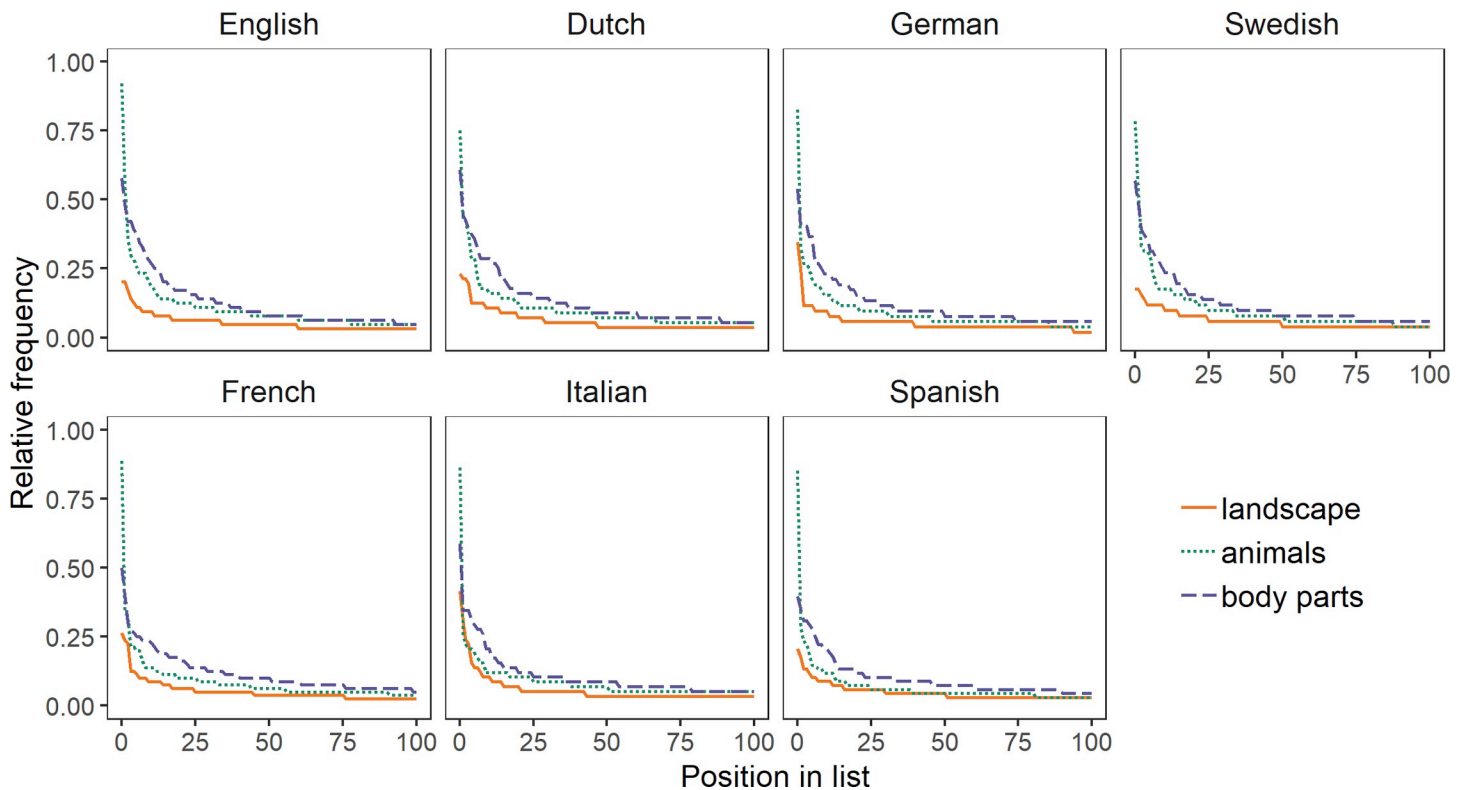 English
Dutch
German
Swedish
1.00
0.75
0.50
0.25
0.00
0 25 50 75 100
French
Italian
Spanish
1.00
0.75
0.50
0.25
0.00
0 25 50 75 100
0 25 50 75 100
0 25 50 75 100
Relative frequency
Position in list
landscape
animals
body parts